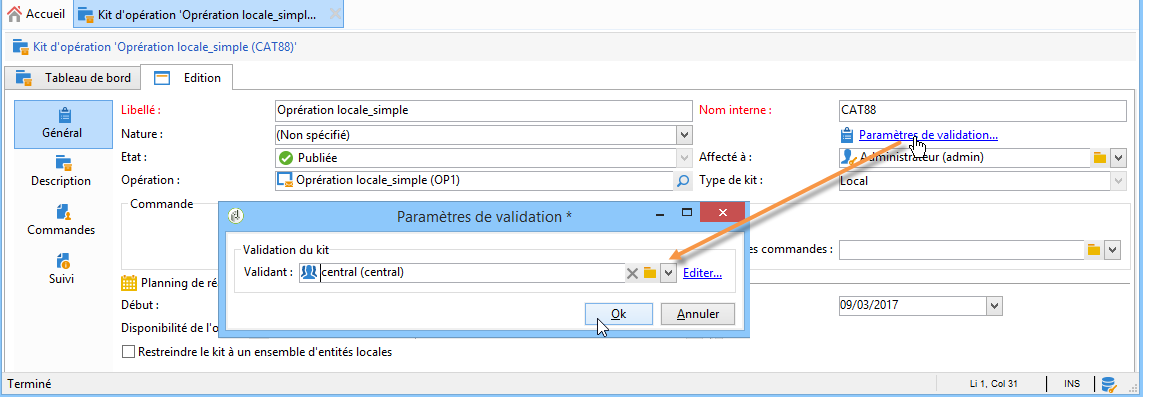 Accueil
Kit d'opération 'Oprération locale_simpl...
Kit d'opération 'Oprération locale_simple (CAT88)'
Tableau de bord
Edition
Général
Description
Commandes
Suivi
Libellé :
Oprération locale_simple
Nom interne :
CAT88
Nature :
(Non spécifié)
Paramètres de validation...
Etat :
Publiée
Affecté à :
Administrateur (admin)
Opération :
Oprération locale_simple (OP1)
Type de kit :
Local
Commande
Paramètres de validation *
Validation du kit
Validant :
central (central)
Editer...
Ok
Annuler
es commandes :
Planning de ré
Début :
09/03/2017
Disponibilité de l'o
Restreindre le kit à un ensemble d'entités locales
Terminé
Li 1, Col 31
INS